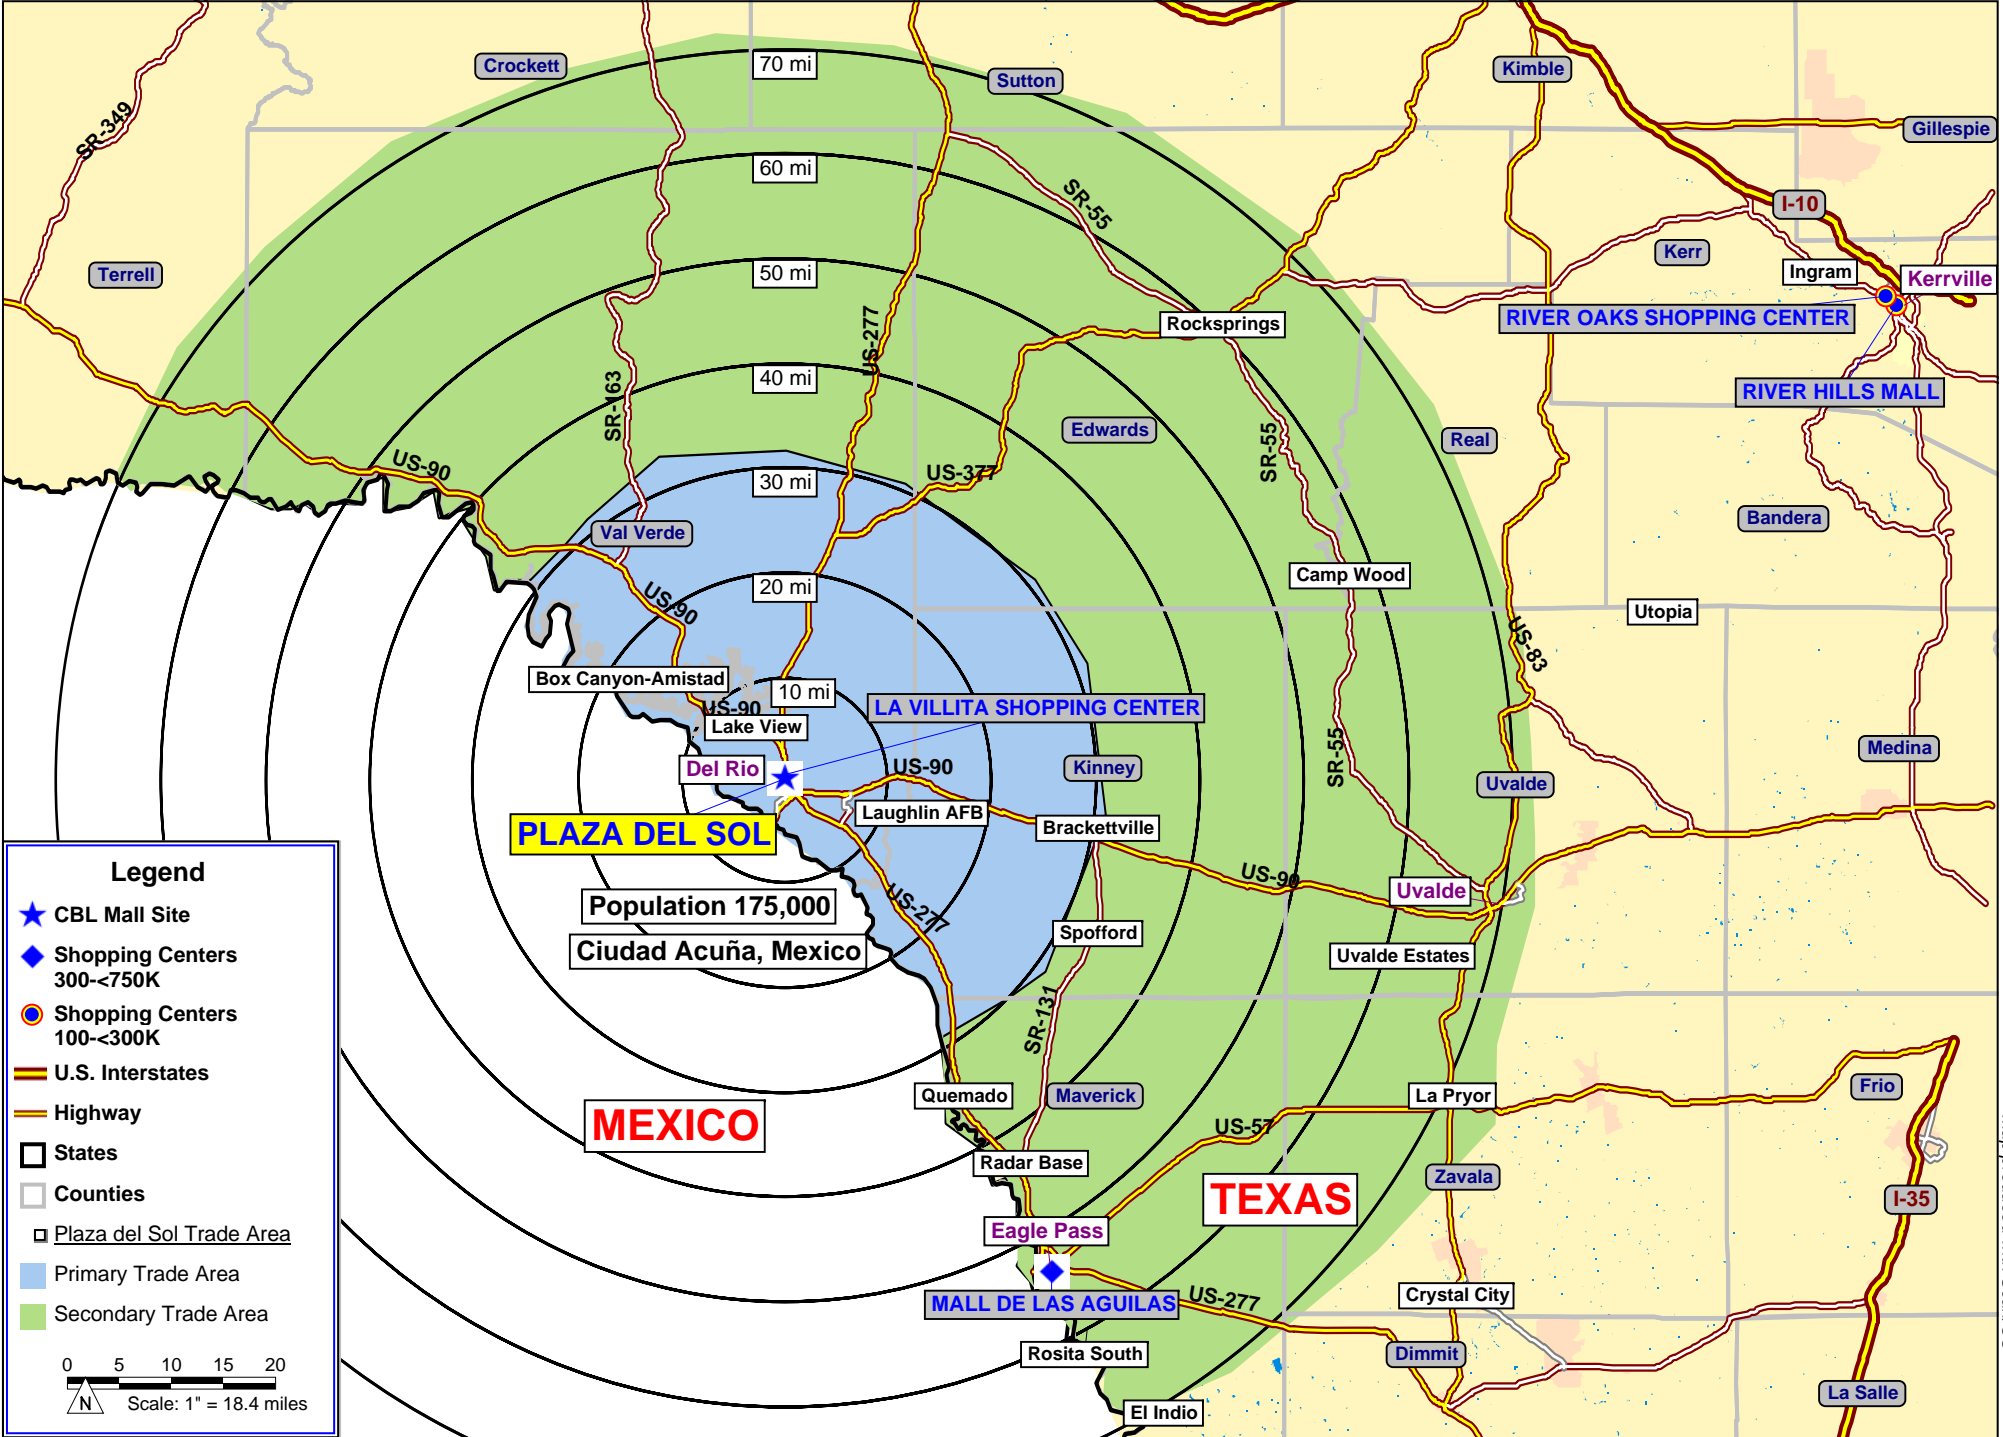 Crockett
70 mi
Sutton
Kimble
SR-349
Gillespie
60 mi
SR-55
I-10
Kerr
Terrell
50 mi
Ingram
Kerrville
US-277
Rocksprings
RIVER OAKS SHOPPING CENTER
40 mi
SR-163
RIVER HILLS MALL
Edwards
Real
SR-55
US-90
US-377
30 mi
Val Verde
Bandera
20 mi
Camp Wood
US-90
Utopia
US-83
Box Canyon-Amistad
10 mi
US-90
LA VILLITA SHOPPING CENTER
Lake View
SR-55
Medina
Del Rio
US-90
Kinney
Uvalde
Laughlin AFB
Brackettville
PLAZA DEL SOL
US-90
Uvalde
Population 175,000
US-277
Spofford
Ciudad Acuña, Mexico
Uvalde Estates
SR-131
Quemado
Maverick
La Pryor
Frio
MEXICO
US-57
Radar Base
Zavala
TEXAS
I-35
Eagle Pass
MALL DE LAS AGUILAS
US-277
Crystal City
Rosita South
Dimmit
La Salle
El Indio
Legend
CBL Mall Site
Shopping Centers
300-<750K
Shopping Centers
100-<300K
U.S. Interstates
Highway
States
Counties
Plaza del Sol Trade Area
Primary Trade Area
Secondary Trade Area
0 5 10 15 20
N
Scale: 1" = 18.4 miles